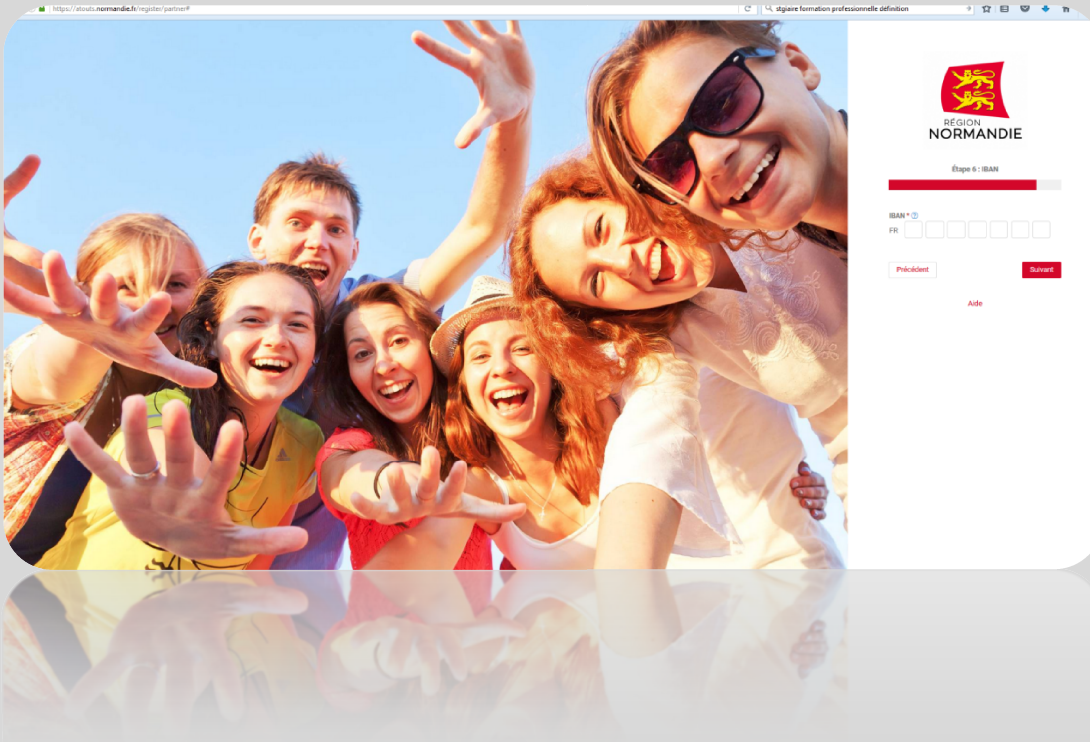 https://atouts.normandie.fr/register/partner#
stgiaire formation professionnelle définition
RÉGION
NORMANDIE
Étape 6 : IBAN
IBAN * ?
FR
Précédent
Suivant
Aide